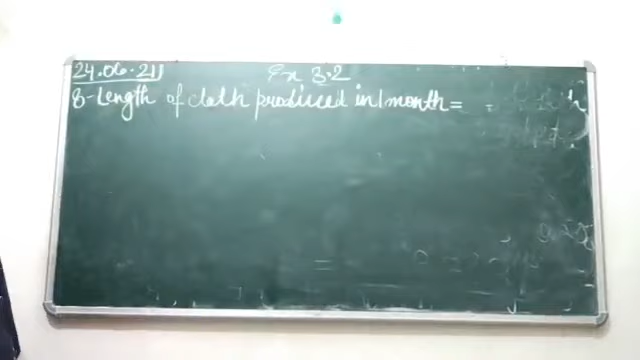 24.06.21
Ex 3.2
8-Length of cloth produced in 1 month =